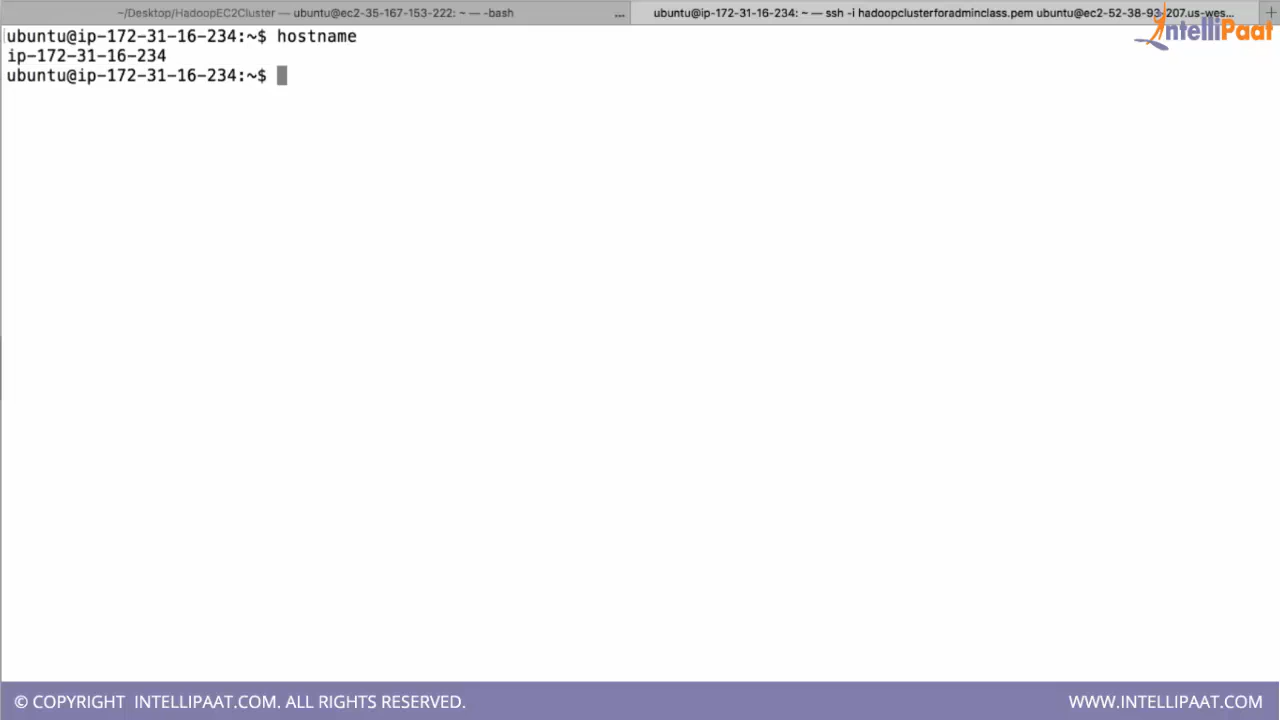 ~/Desktop/HadoopEC2Cluster — ubuntu@ec2-35-167-153-222: ~ — -bash ...
ubuntu@ip-172-31-16-234: ~ — ssh -i hadoopclusterforadminclass.pem ubuntu@ec2-52-38-93-207.us-wes... +
intelliPaat
ubuntu@ip-172-31-16-234:~$ hostname
ip-172-31-16-234
ubuntu@ip-172-31-16-234:~$
© COPYRIGHT INTELLIPAAT.COM. ALL RIGHTS RESERVED.
WWW.INTELLIPAAT.COM